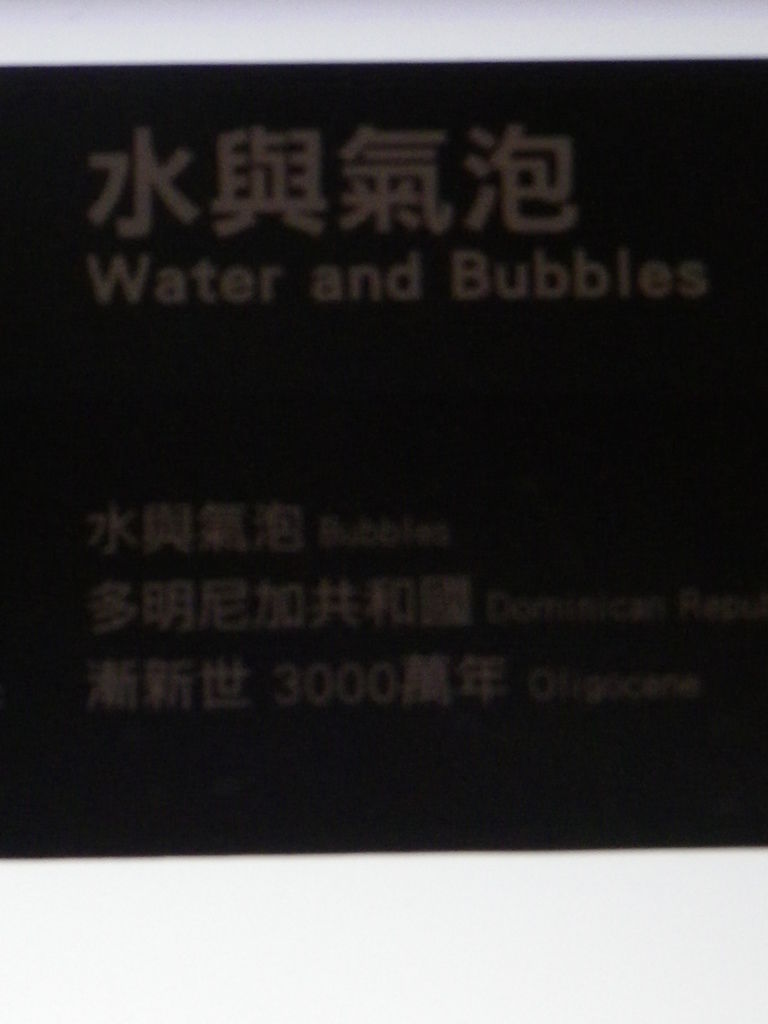 水與氣泡
Water and Bubbles
水與氣泡 Bubbles
多明尼加共和國 Dominican
漸新世 3000萬年 Oligocene